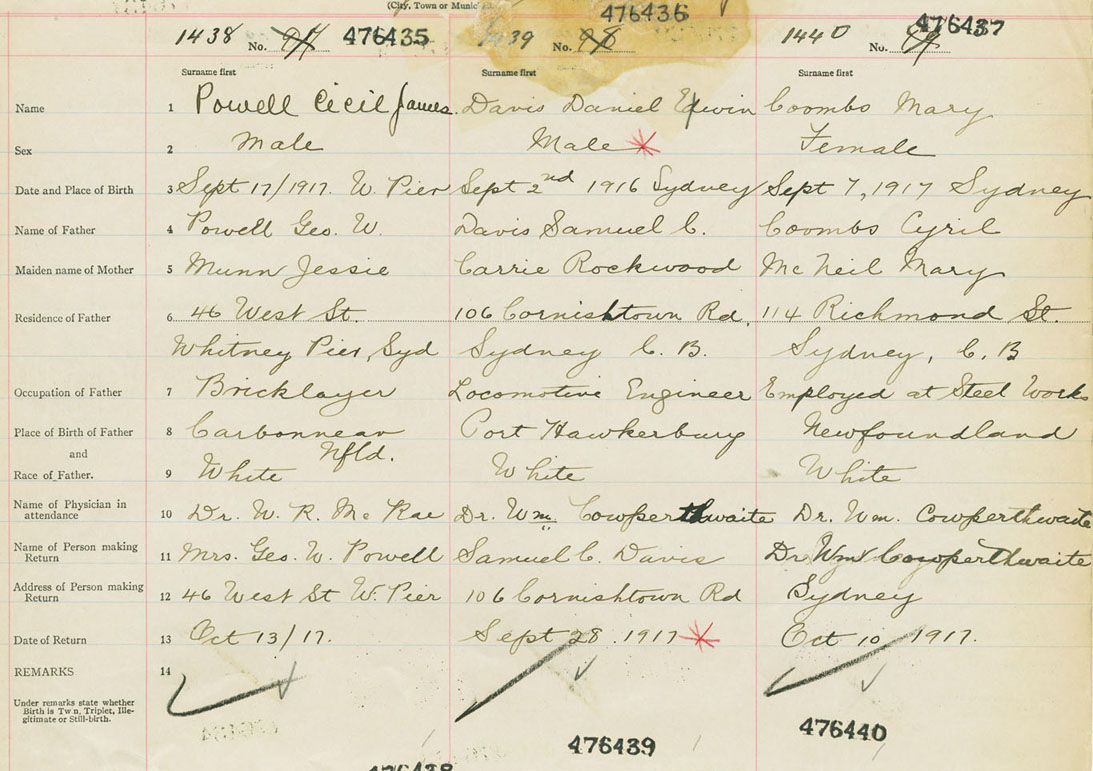 (City, Town or Munic
476436
1438 No. 476435
1439 No. 98
1440 No. 476437
Surname first Surname first Surname first
Name 1 Powell Cecil James. Davis Daniel Edwin Coombs Mary
Sex 2 Male Male Female
Date and Place of Birth 3 Sept 17/1917. W. Pier Sept 2nd 1916 Sydney Sept 7, 1917 Sydney
Name of Father 4 Powell Geo. W. Davis Samuel C. Coombs Cyril
Maiden name of Mother 5 Munn Jessie Carrie Rockwood McNeil Mary
Residence of Father 6 46 West St. 106 Cornishtown Rd. 114 Richmond St.
Whitney Pier, Syd Sydney C. B. Sydney, C. B
Occupation of Father 7 Bricklayer Locomotive Engineer Employed at Steel Works
Place of Birth of Father 8 Carbonnear Port Hawkerbury Newfoundland
and Nfld.
Race of Father. 9 White White White
Name of Physician in
attendance 10 Dr. W. R. McRae Dr. Wm. Cowperthwaite Dr. Wm. Cowperthwaite
Name of Person making
Return 11 Mrs. Geo. W. Powell Samuel C. Davis Dr. Wm Cowperthwaite
Address of Person making
Return 12 46 West St W. Pier 106 Cornishtown Rd Sydney
Date of Return 13 Oct 13/17. Sept 28. 1917 Oct 10 1917.
REMARKS 14
Under remarks state whether
Birth is Twn, Triplet, Ille-
gitimate or Still-birth.
476440
476439
476438